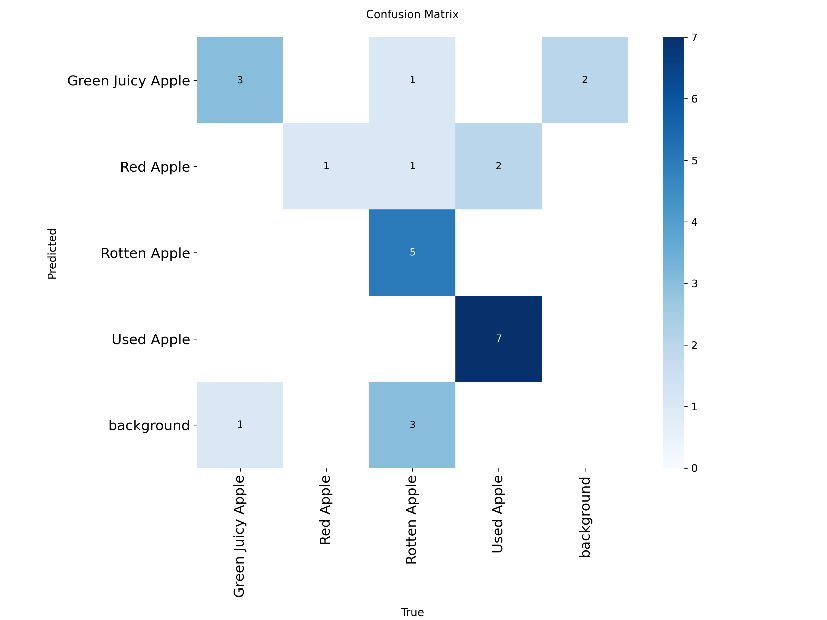 Confusion Matrix
Green Juicy Apple
3
1
2
7
6
Red Apple
1
1
2
5
Predicted
Rotten Apple
5
4
3
Used Apple
7
2
background
1
3
1
0
Green Juicy Apple
Red Apple
Rotten Apple
Used Apple
background
True